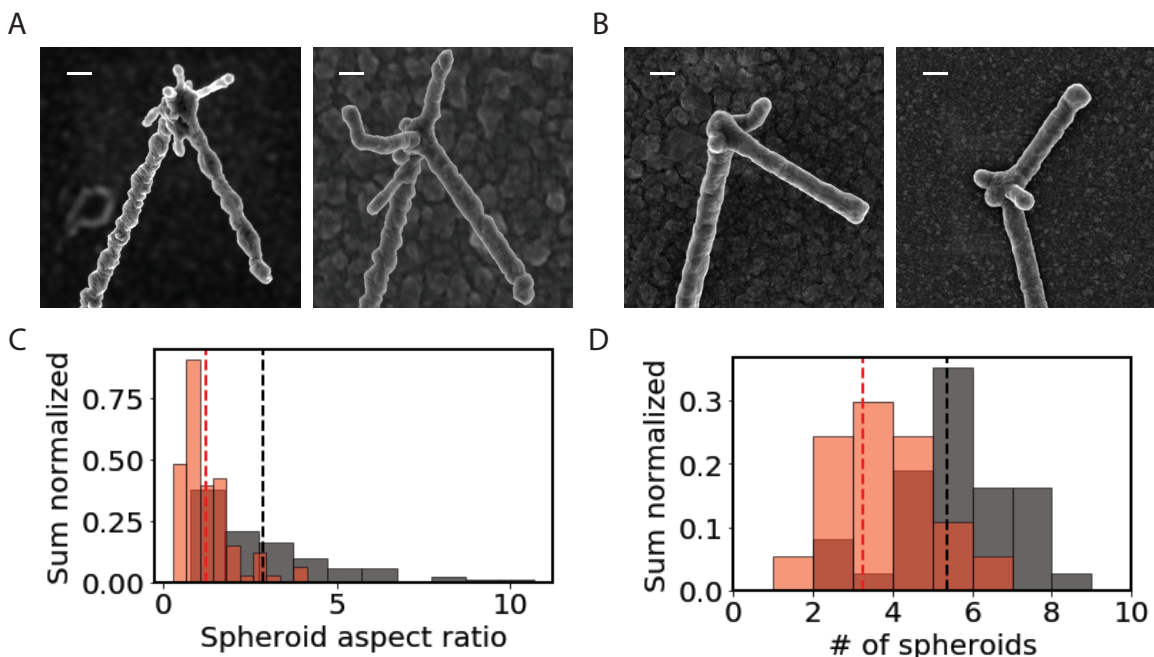 A
B
C
Sum normalized
0.75
0.50
0.25
0.00
0
5
10
Spheroid aspect ratio
D
Sum normalized
0.3
0.2
0.1
0.0
0
2
4
6
8
10
# of spheroids